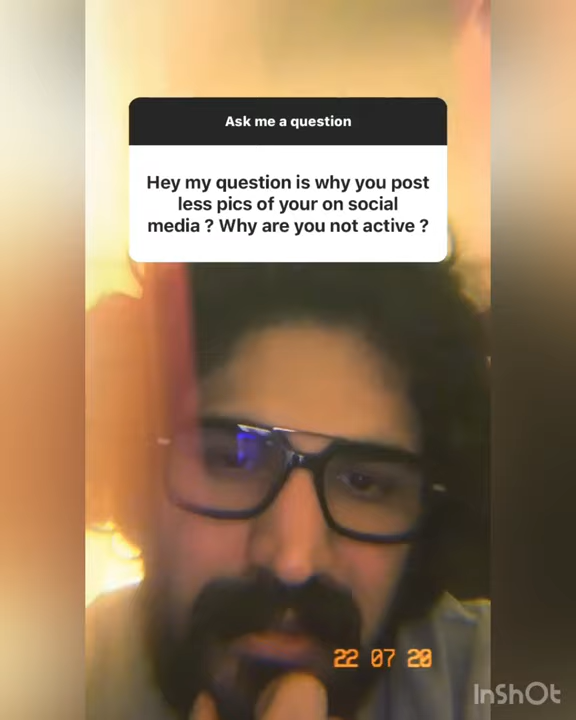 Ask me a question
Hey my question is why you post
less pics of your on social
media ? Why are you not active ?
22 07 20
InShOt